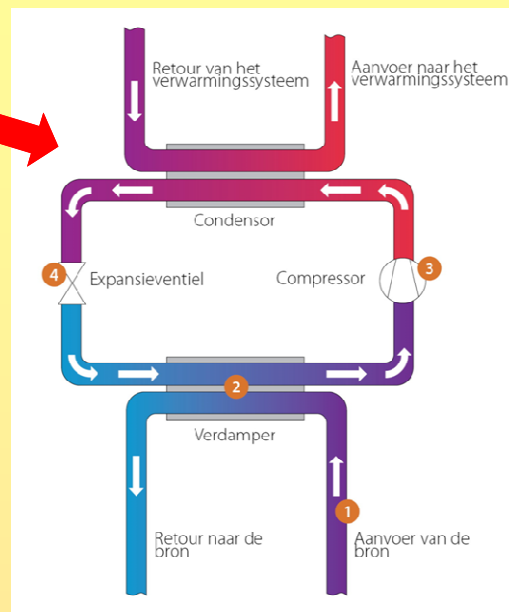 Retour van het
verwarmingssysteem
Aanvoer naar het
verwarmingssysteem
Condensor
4
Expansieventiel
Compressor
3
2
Verdamper
1
Retour naar de
bron
Aanvoer van de
bron